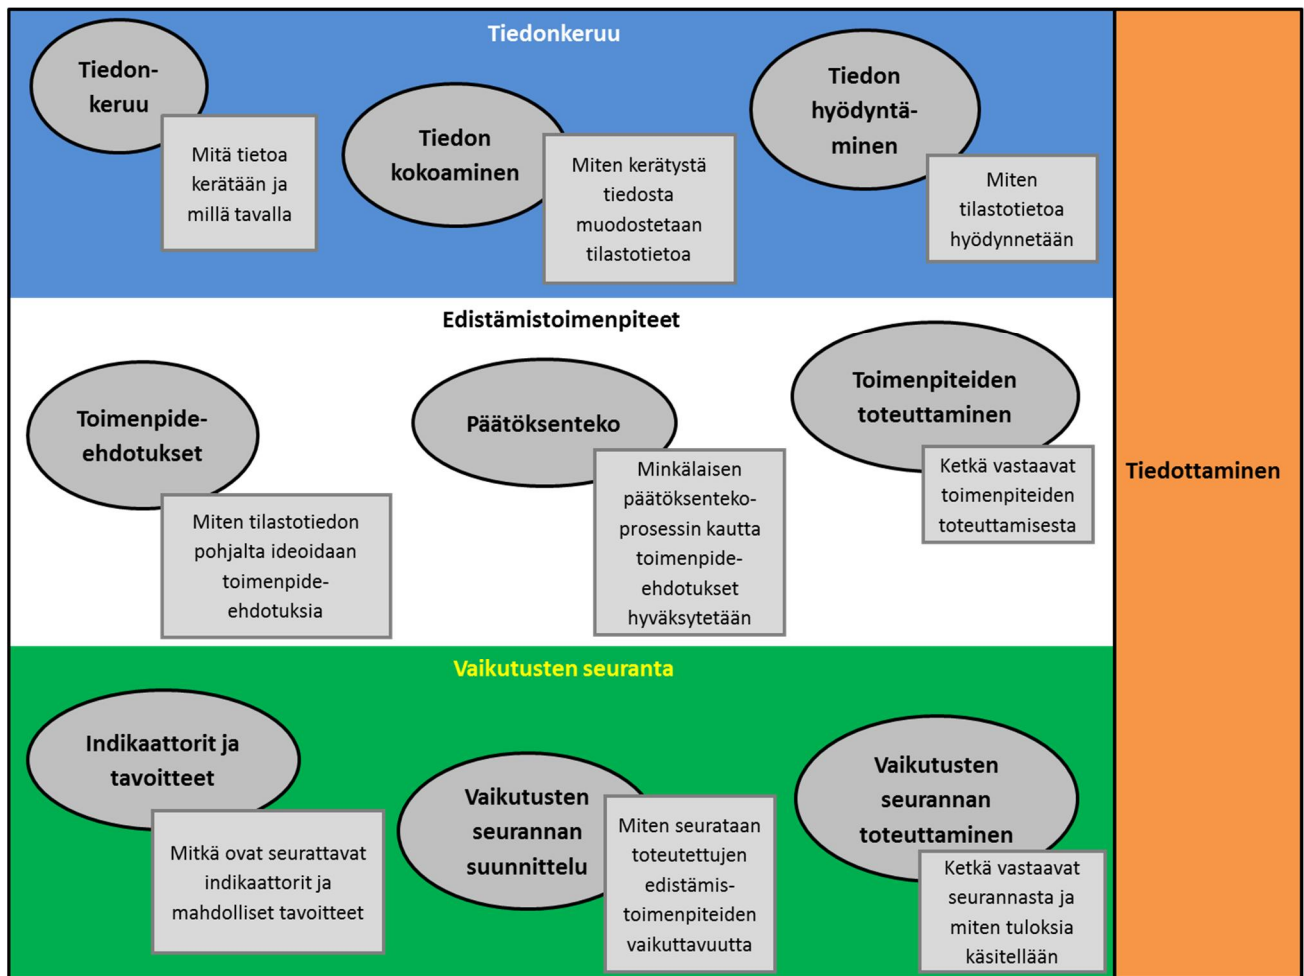 Tiedonkeruu
Tiedon-
keruu
Mitä tietoa
kerätään ja
millä tavalla
Tiedon
kokoaminen
Miten kerätystä
tiedosta
muodostetaan
tilastotietoa
Tiedon
hyödyntä-
minen
Miten
tilastotietoa
hyödynnetään
Edistämistoimenpiteet
Toimenpide-
ehdotukset
Miten tilastotiedon
pohjalta ideoidaan
toimenpide-
ehdotuksia
Päätöksenteko
Minkälaisen
päätöksenteko-
prosessin kautta
toimenpide-
ehdotukset
hyväksytetään
Toimenpiteiden
toteuttaminen
Ketkä vastaavat
toimenpiteiden
toteuttamisesta
Vaikutusten seuranta
Indikaattorit ja
tavoitteet
Mitkä ovat seurattavat
indikaattorit ja
mahdolliset tavoitteet
Vaikutusten
seurannan
suunnittelu
Miten seurataan
toteutettujen
edistämis-
toimenpiteiden
vaikuttavuutta
Vaikutusten
seurannan
toteuttaminen
Ketkä vastaavat
seurannasta ja
miten tuloksia
käsitellään
Tiedottaminen